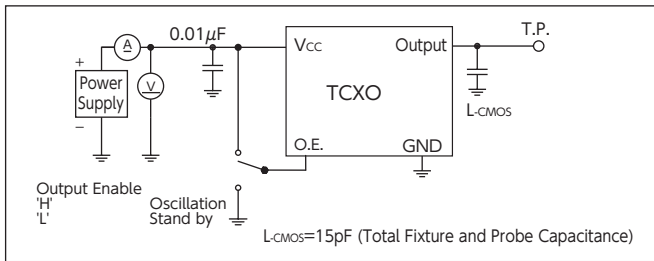 A
0.01μF
+
Power
Supply
−
V
VCC
Output
T.P.
TCXO
L-CMOS
O.E.
GND
Output Enable
'H' Oscillation
'L' Stand by
L-CMOS=15pF (Total Fixture and Probe Capacitance)